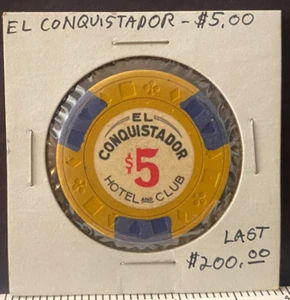 EL CONQUISTADOR - $5.00
EL
CONQUISTADOR
$5
HOTEL AND CLUB
LAST
$200.00